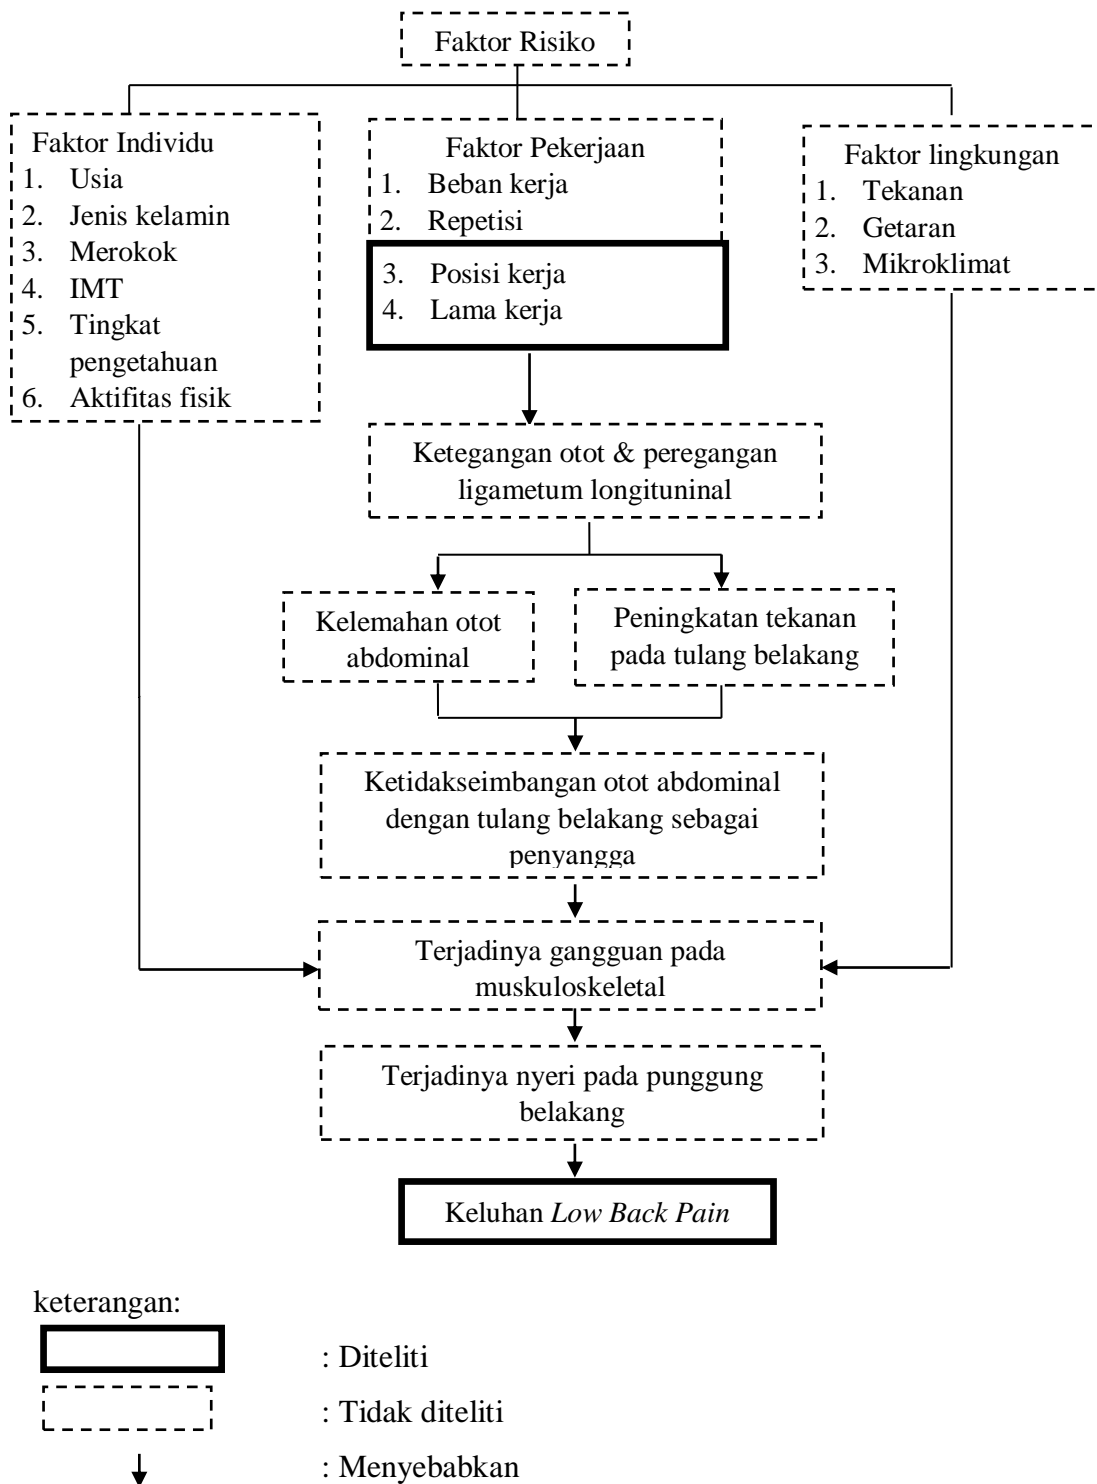 Faktor Risiko
Faktor Individu
1. Usia
2. Jenis kelamin
3. Merokok
4. IMT
5. Tingkat
pengetahuan
6. Aktifitas fisik
Faktor Pekerjaan
1. Beban kerja
2. Repetisi
3. Posisi kerja
4. Lama kerja
Faktor lingkungan
1. Tekanan
2. Getaran
3. Mikroklimat
Ketegangan otot & peregangan
ligametum longituninal
Kelemahan otot
abdominal
Peningkatan tekanan
pada tulang belakang
Ketidakseimbangan otot abdominal
dengan tulang belakang sebagai
penyangga
Terjadinya gangguan pada
muskuloskeletal
Terjadinya nyeri pada punggung
belakang
Keluhan Low Back Pain
keterangan:
: Diteliti
: Tidak diteliti
: Menyebabkan